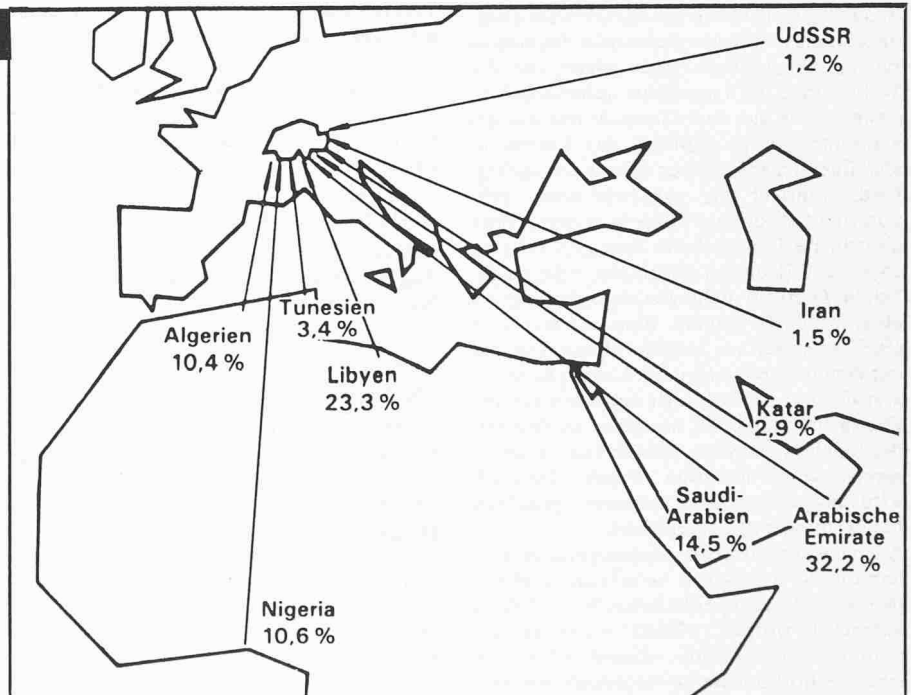 UdSSR
1,2 %
Iran
1,5 %
Tunesien
3,4 %
Algerien
10,4 %
Libyen
23,3 %
Katar
2,9 %
Saudi-
Arabien
14,5 %
Arabische
Emirate
32,2 %
Nigeria
10,6 %